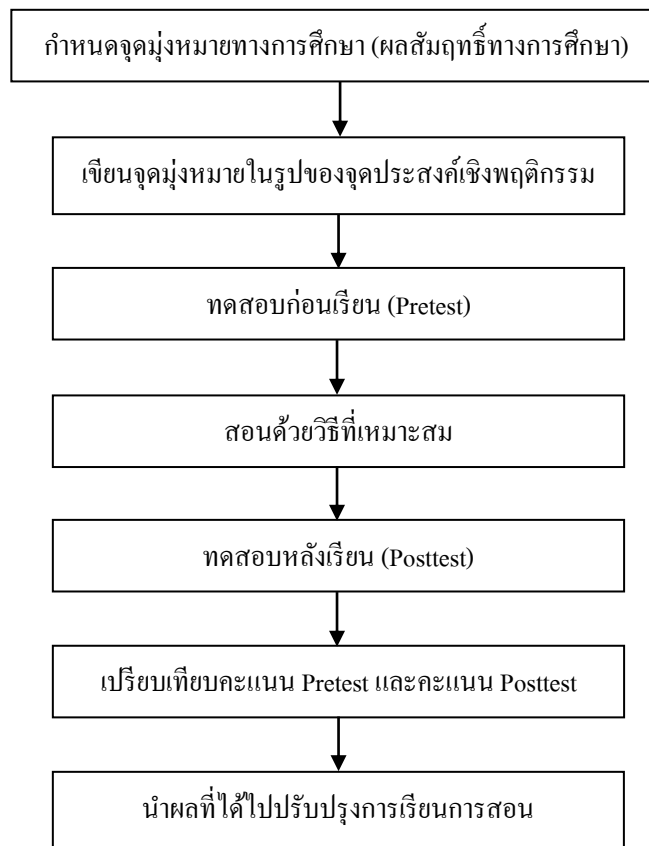 กำหนดจุดมุ่งหมายทางการศึกษา (ผลสัมฤทธิ์ทางการศึกษา)
เขียนจุดมุ่งหมายในรูปของจุดประสงค์เชิงพฤติกรรม
ทดสอบก่อนเรียน (Pretest)
สอนด้วยวิธีที่เหมาะสม
ทดสอบหลังเรียน (Posttest)
เปรียบเทียบคะแนน Pretest และคะแนน Posttest
นำผลที่ได้ไปปรับปรุงการเรียนการสอน